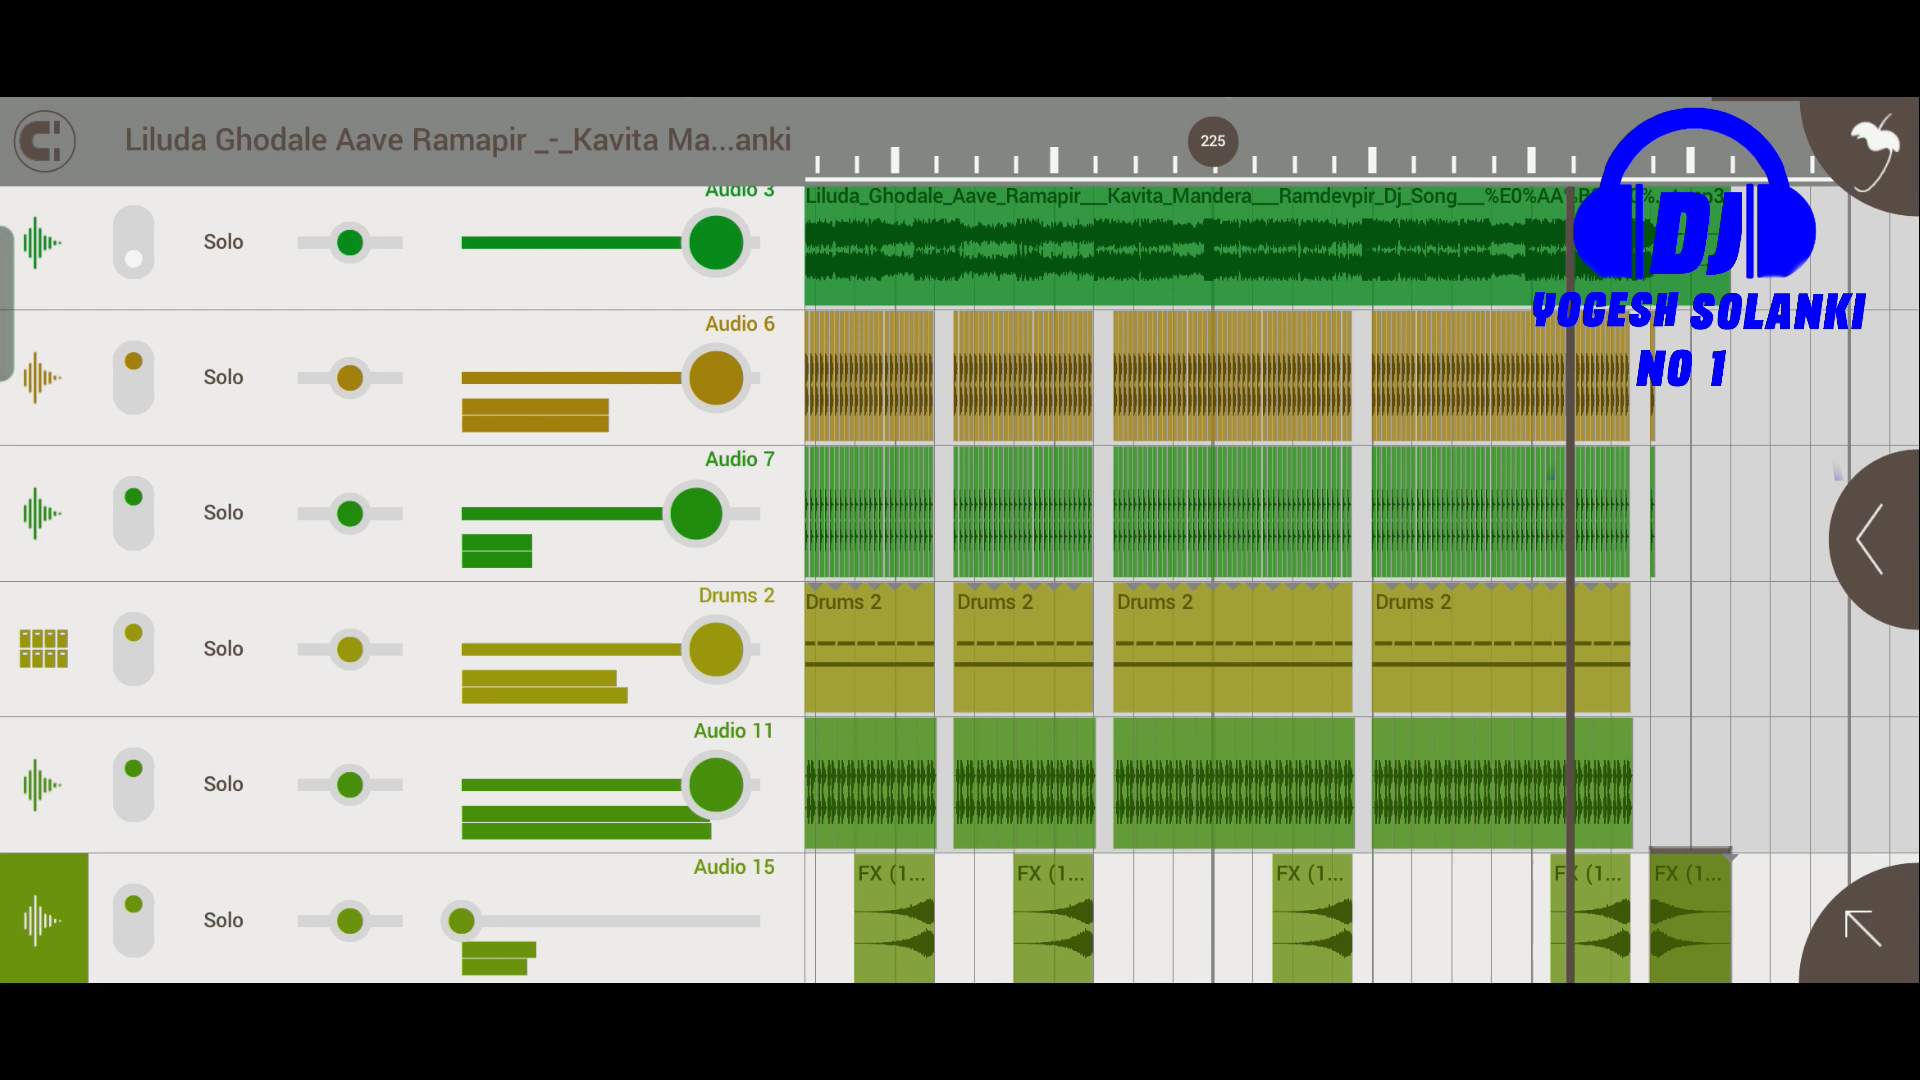 Liluda Ghodale Aave Ramapir _-_Kavita Ma...anki
225
Audio 3
Liluda_Ghodale_Aave_Ramapir___Kavita_Mandera___Ramdevpir_Dj_Song___%E0%AA%
Solo
DJ
YOGESH SOLANKI
NO 1
Audio 6
Solo
Audio 7
Solo
Drums 2
Solo
Drums 2 Drums 2 Drums 2 Drums 2
Audio 11
Solo
Audio 15
Solo
FX (1... FX (1... FX (1... FX (1... FX (1...